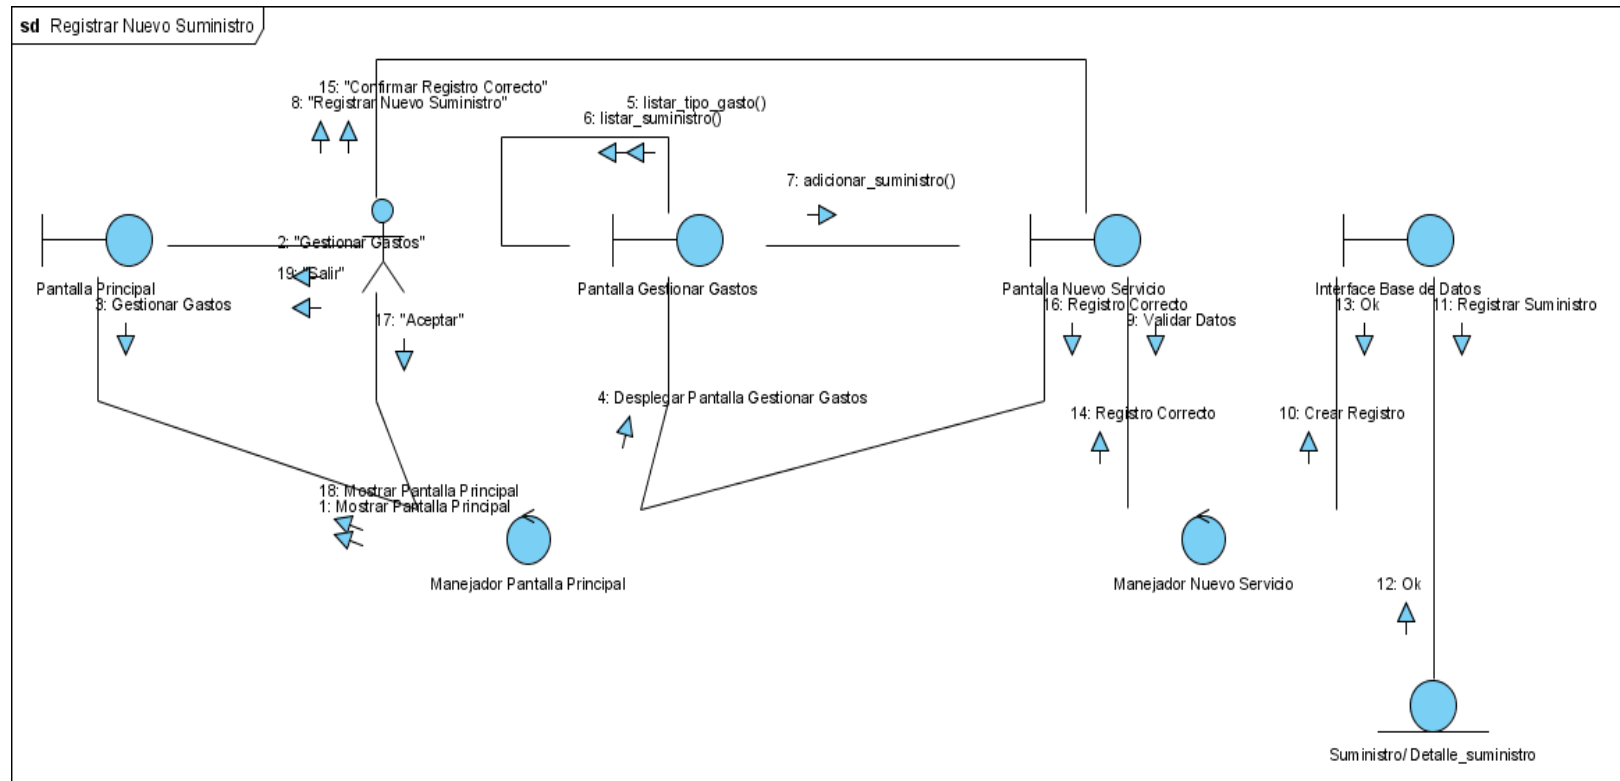 sd Registrar Nuevo Suministro
15: "Confirmar Registro Correcto"
8: "Registrar Nuevo Suministro"
5: listar_tipo_gasto()
6: listar_suministro()
7: adicionar_suministro()
2: "Gestionar Gastos"
19: "Salir"
Pantalla Principal
Pantalla Gestionar Gastos
Pantalla Nuevo Servicio
Interface Base de Datos
3: Gestionar Gastos
16: Registro Correcto
13: Ok
11: Registrar Suministro
17: "Aceptar"
9: Validar Datos
4: Desplegar Pantalla Gestionar Gastos
14: Registro Correcto
10: Crear Registro
18: Mostrar Pantalla Principal
1: Mostrar Pantalla Principal
Manejador Pantalla Principal
Manejador Nuevo Servicio
12: Ok
Suministro/ Detalle_suministro